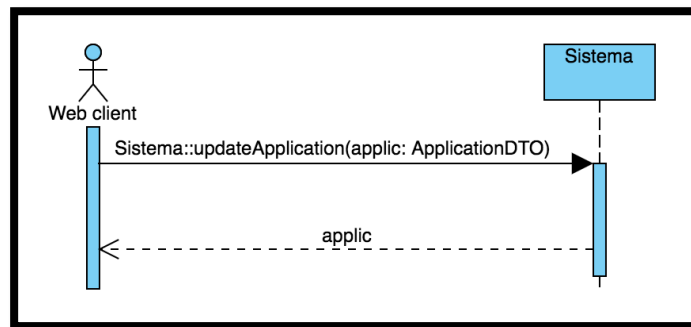 Sistema
Web client
Sistema::updateApplication(applic: ApplicationDTO)
applic